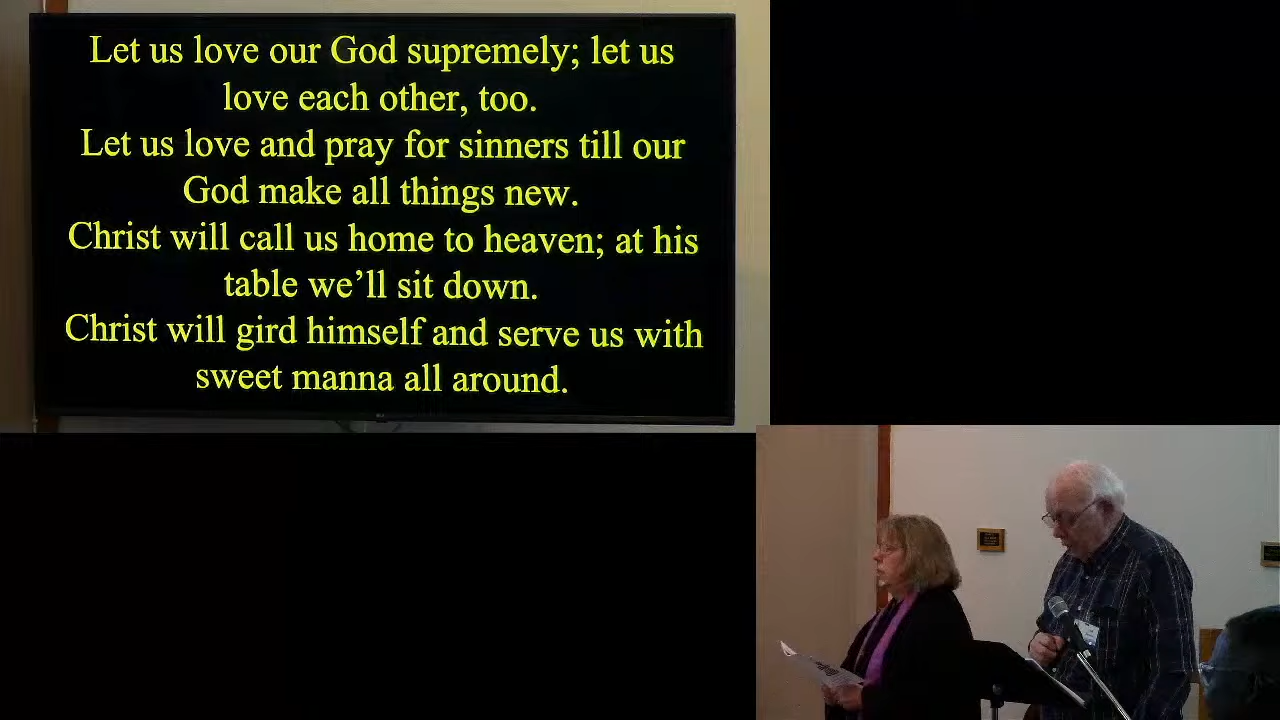 Let us love our God supremely; let us
love each other, too.
Let us love and pray for sinners till our
God make all things new.
Christ will call us home to heaven; at his
table we’ll sit down.
Christ will gird himself and serve us with
sweet manna all around.